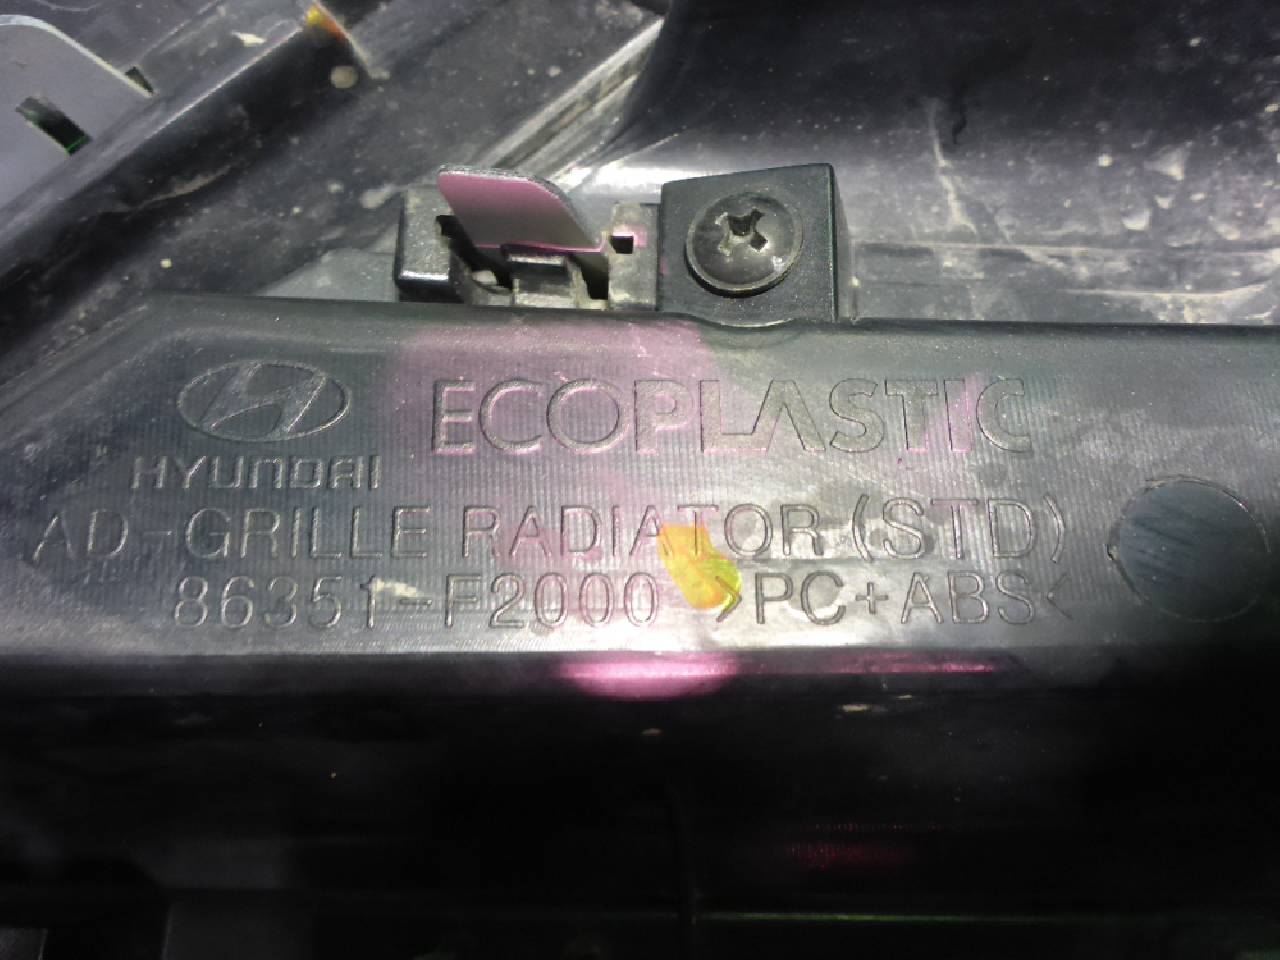 ECOPLASTIC
HYUNDAI
AD-GRILLE RADIATOR (STD)
86351-F2000 >PC+ABS<